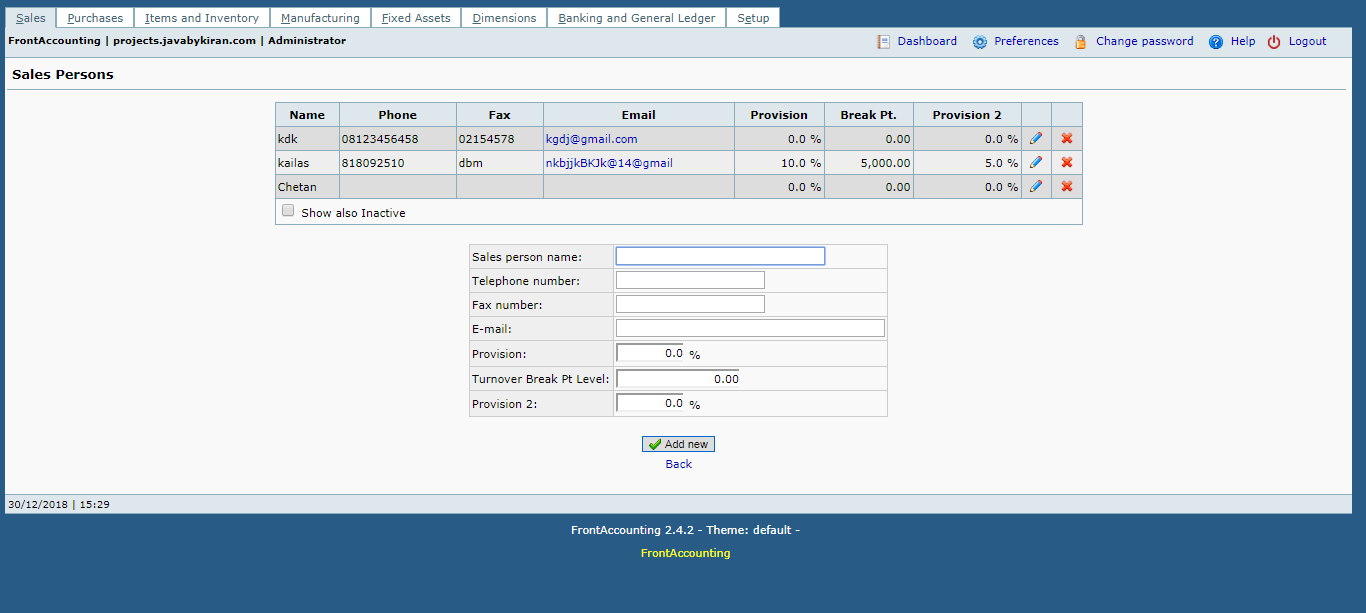 Sales Purchases Items and Inventory Manufacturing Fixed Assets Dimensions Banking and General Ledger Setup
FrontAccounting | projects.javabykiran.com | Administrator Dashboard Preferences Change password Help Logout
Sales Persons
Name Phone Fax Email Provision Break Pt. Provision 2
kdk 08123456458 02154578 kgdj@gmail.com 0.0 % 0.00 0.0 %
kailas 818092510 dbm nkbjjkBKJk@14@gmail 10.0 % 5,000.00 5.0 %
Chetan 0.0 % 0.00 0.0 %
Show also Inactive
Sales person name:
Telephone number:
Fax number:
E-mail:
Provision: 0.0 %
Turnover Break Pt Level: 0.00
Provision 2: 0.0 %
Add new
Back
30/12/2018 | 15:29
FrontAccounting 2.4.2 - Theme: default -
FrontAccounting